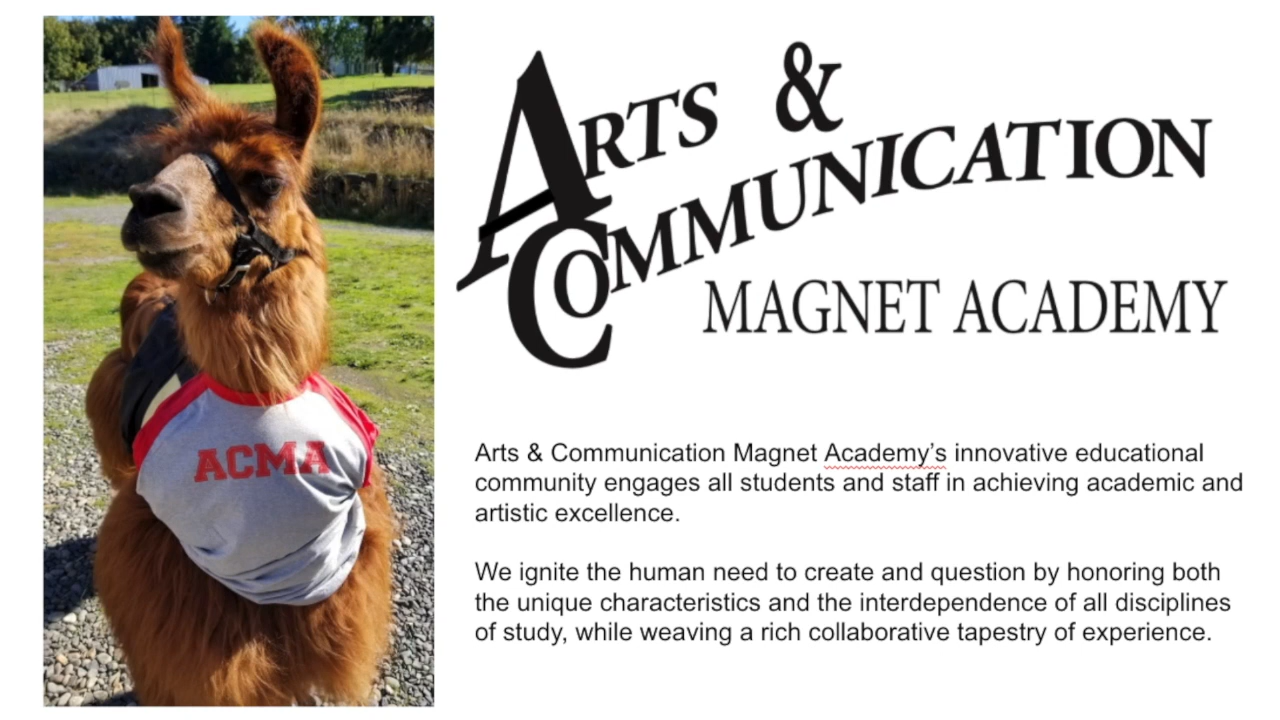 ACMA
ARTS &
COMMUNICATION
MAGNET ACADEMY
Arts & Communication Magnet Academy’s innovative educational
community engages all students and staff in achieving academic and
artistic excellence.
We ignite the human need to create and question by honoring both
the unique characteristics and the interdependence of all disciplines
of study, while weaving a rich collaborative tapestry of experience.